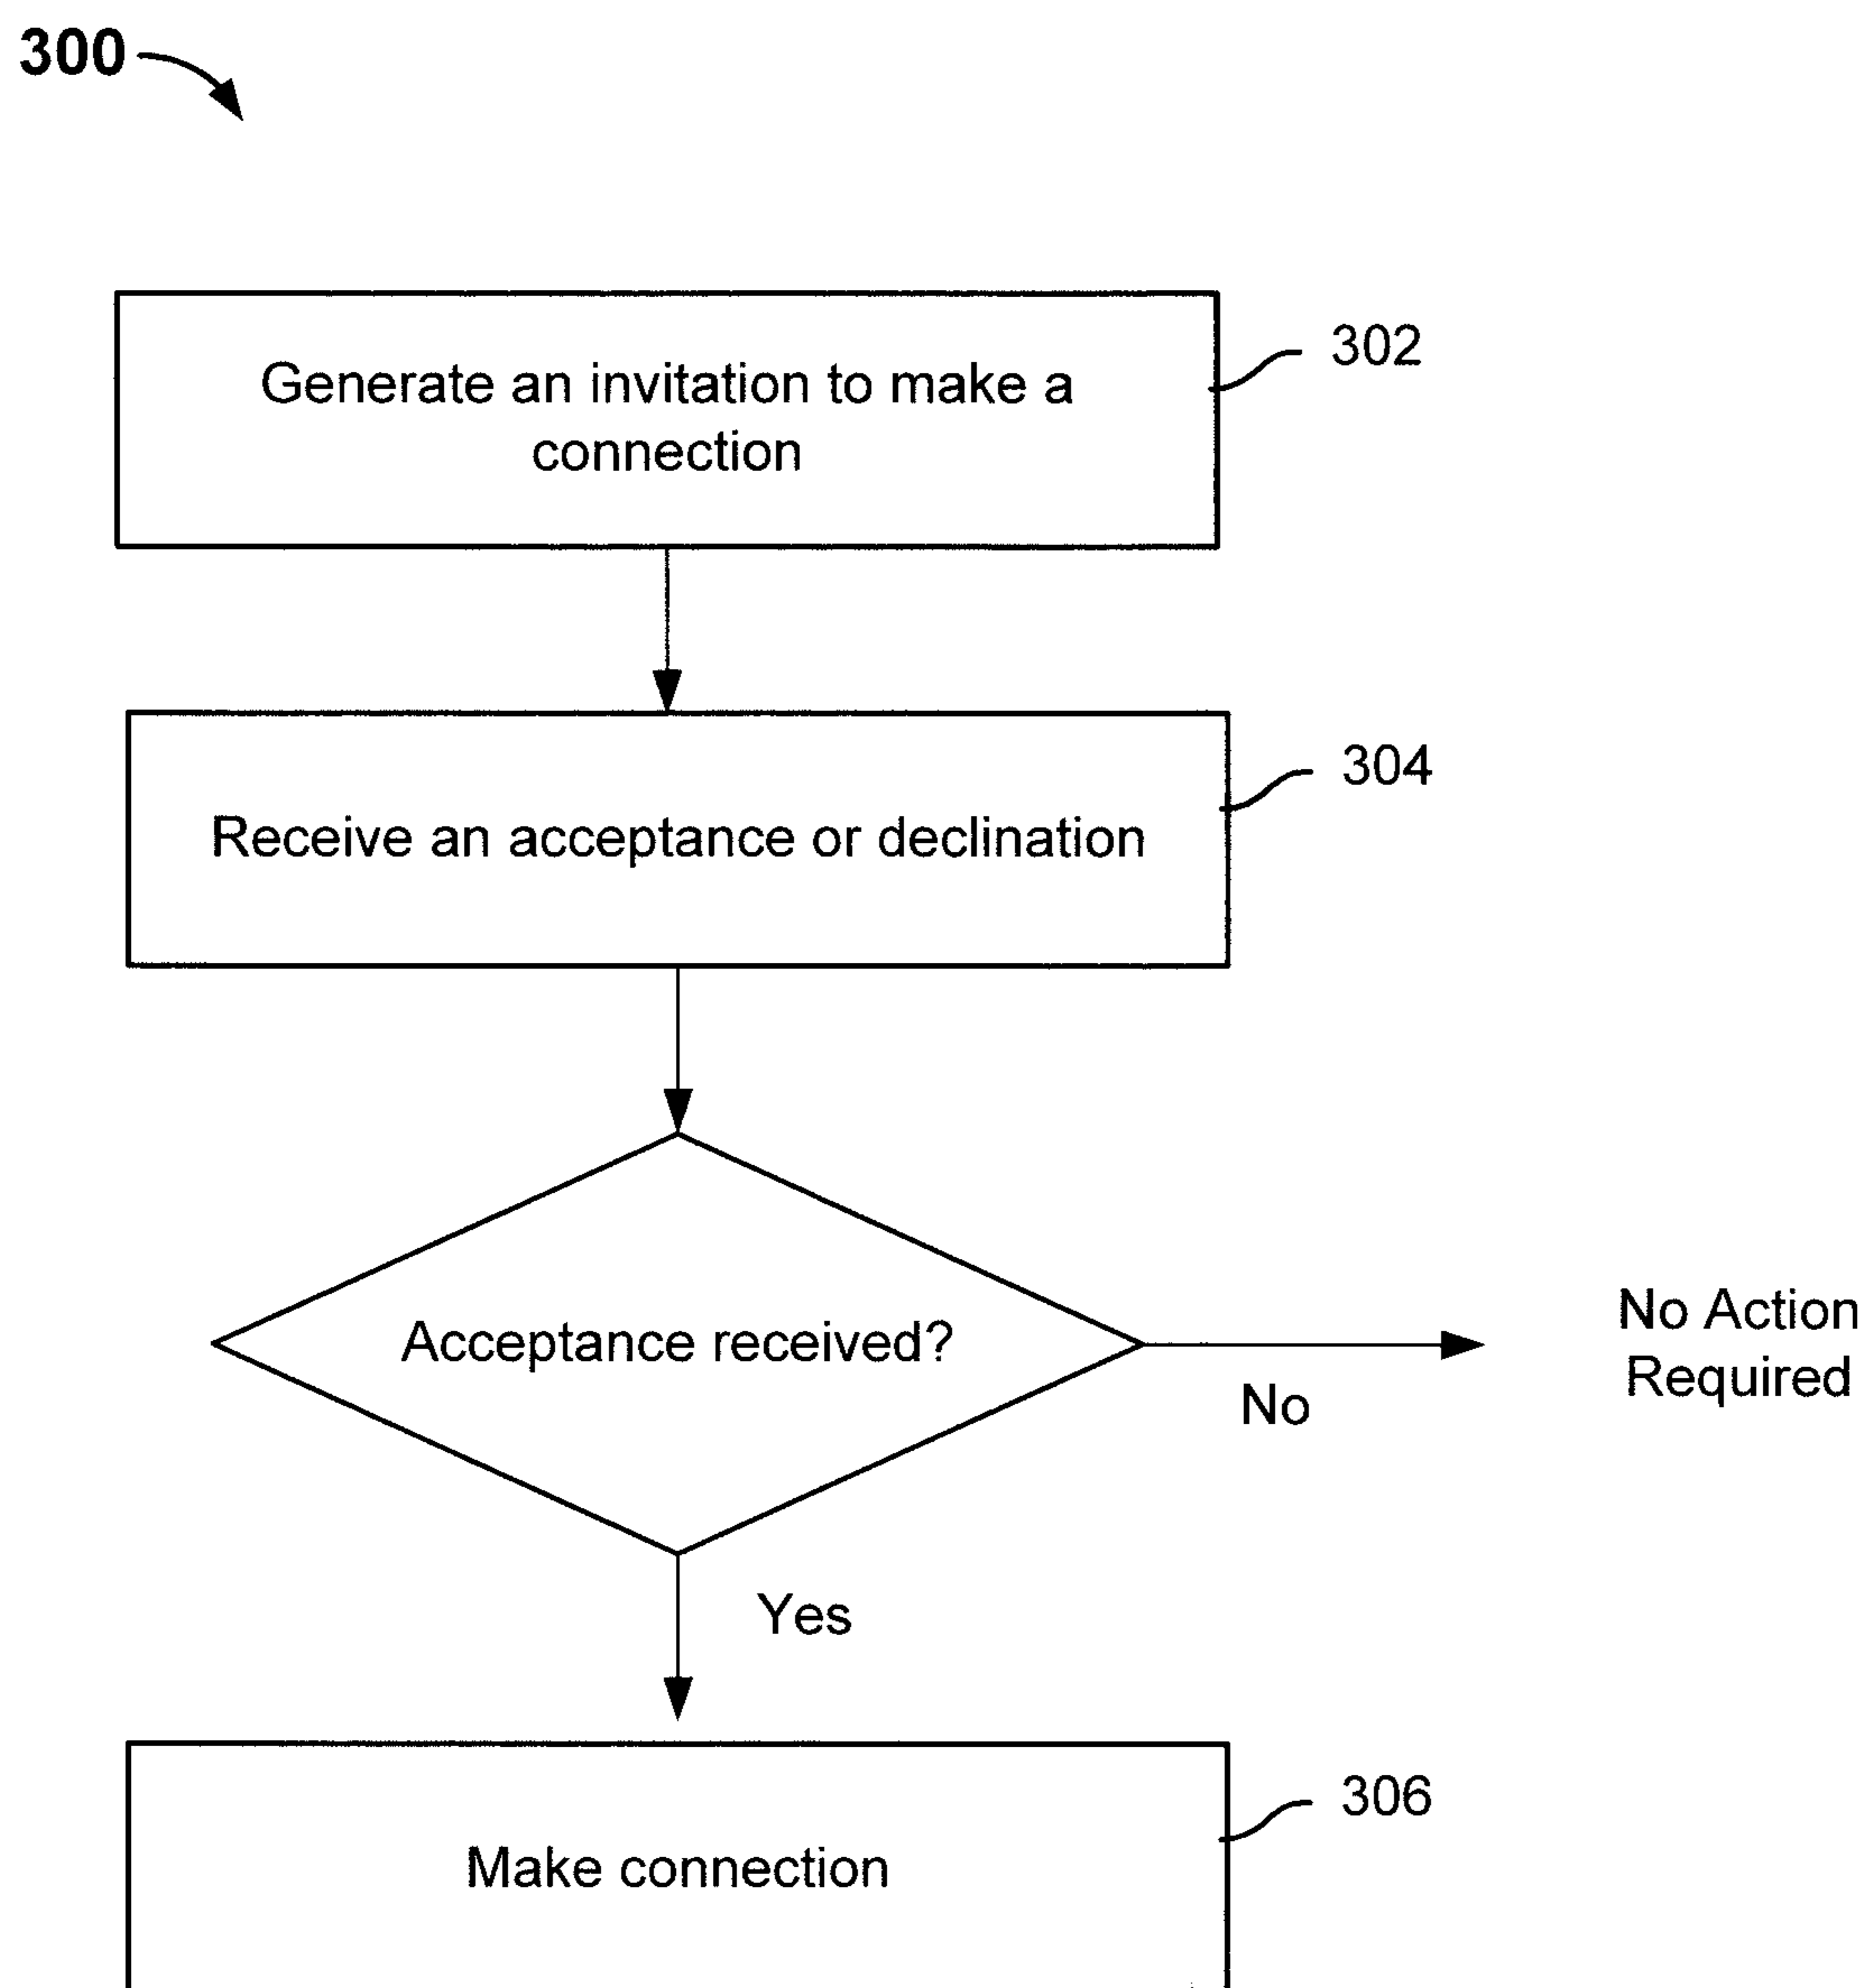 300
Generate an invitation to make a
connection
302
Receive an acceptance or declination
304
Acceptance received?
No
No Action
Required
Yes
Make connection
306